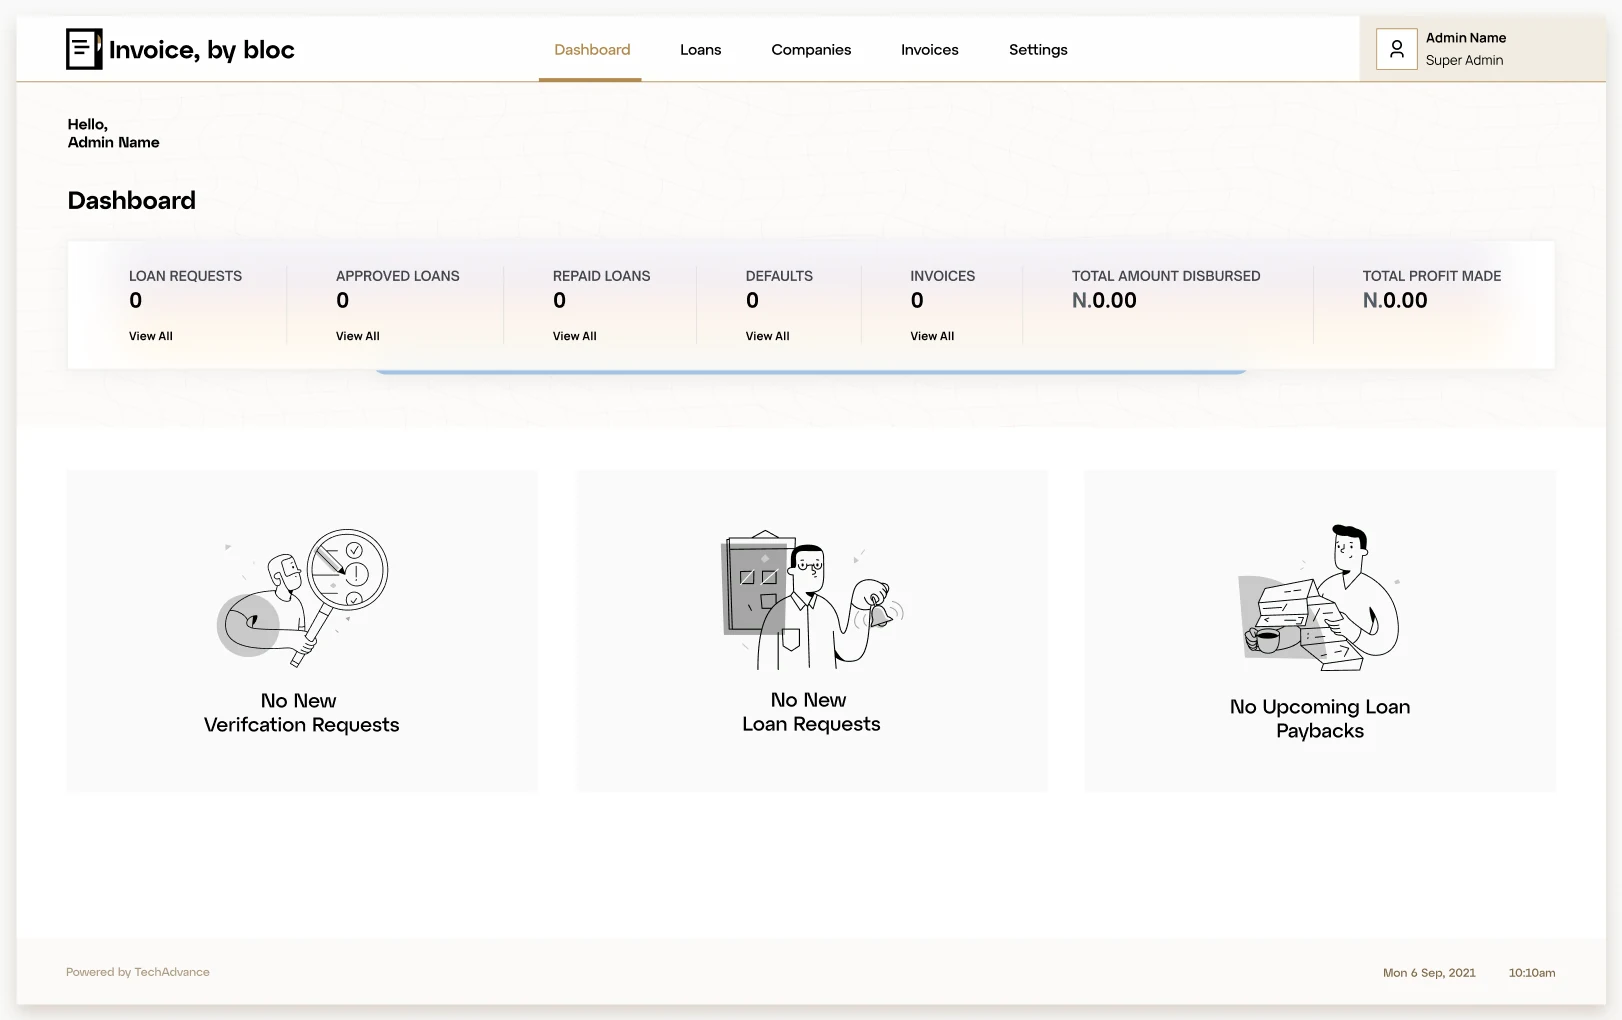 Invoice, by bloc
Dashboard
Loans
Companies
Invoices
Settings
Admin Name
Super Admin
Hello,
Admin Name
Dashboard
LOAN REQUESTS
0
View All
APPROVED LOANS
0
View All
REPAID LOANS
0
View All
DEFAULTS
0
View All
INVOICES
0
View All
TOTAL AMOUNT DISBURSED
N.0.00
TOTAL PROFIT MADE
N.0.00
No New
Verifcation Requests
No New
Loan Requests
No Upcoming Loan
Paybacks
Powered by TechAdvance
Mon 6 Sep, 2021
10:10am